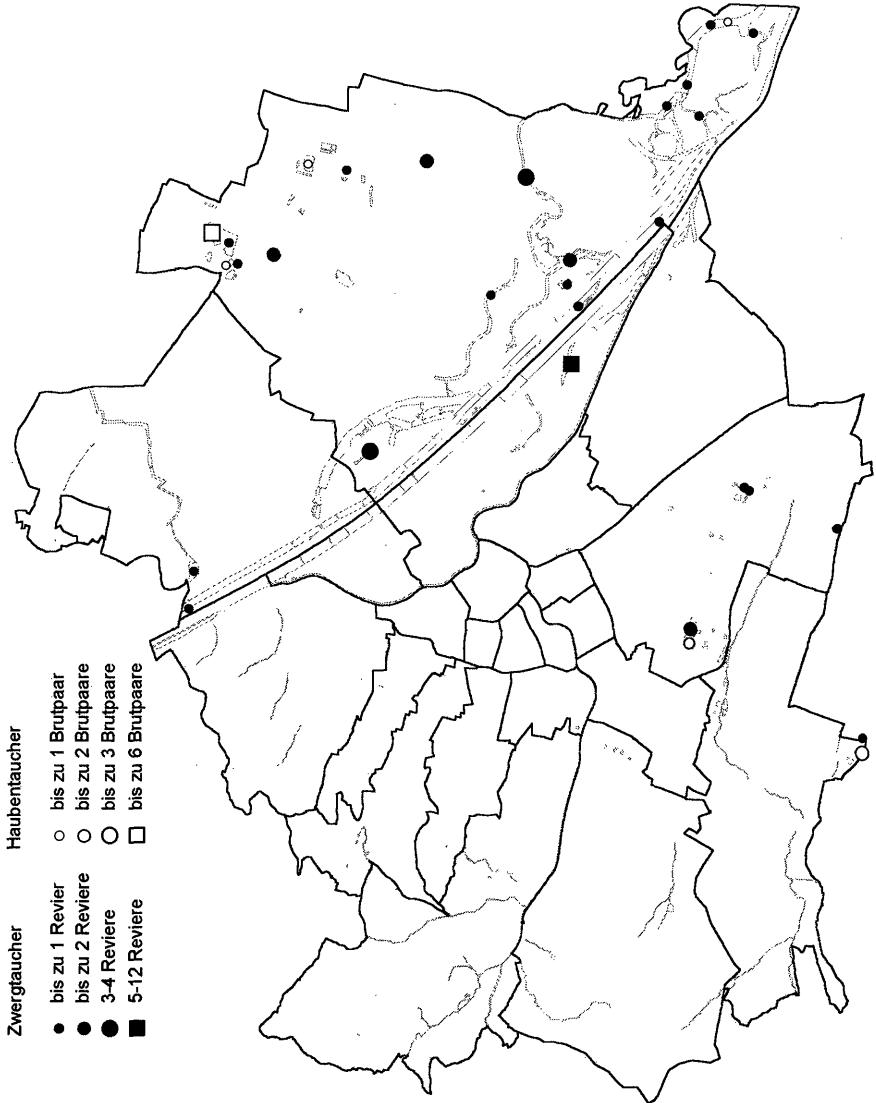 Zwergtaucher
bis zu 1 Revier
bis zu 2 Reviere
3-4 Reviere
5-12 Reviere
Haubentaucher
bis zu 1 Brutpaar
bis zu 2 Brutpaare
bis zu 3 Brutpaare
bis zu 6 Brutpaare